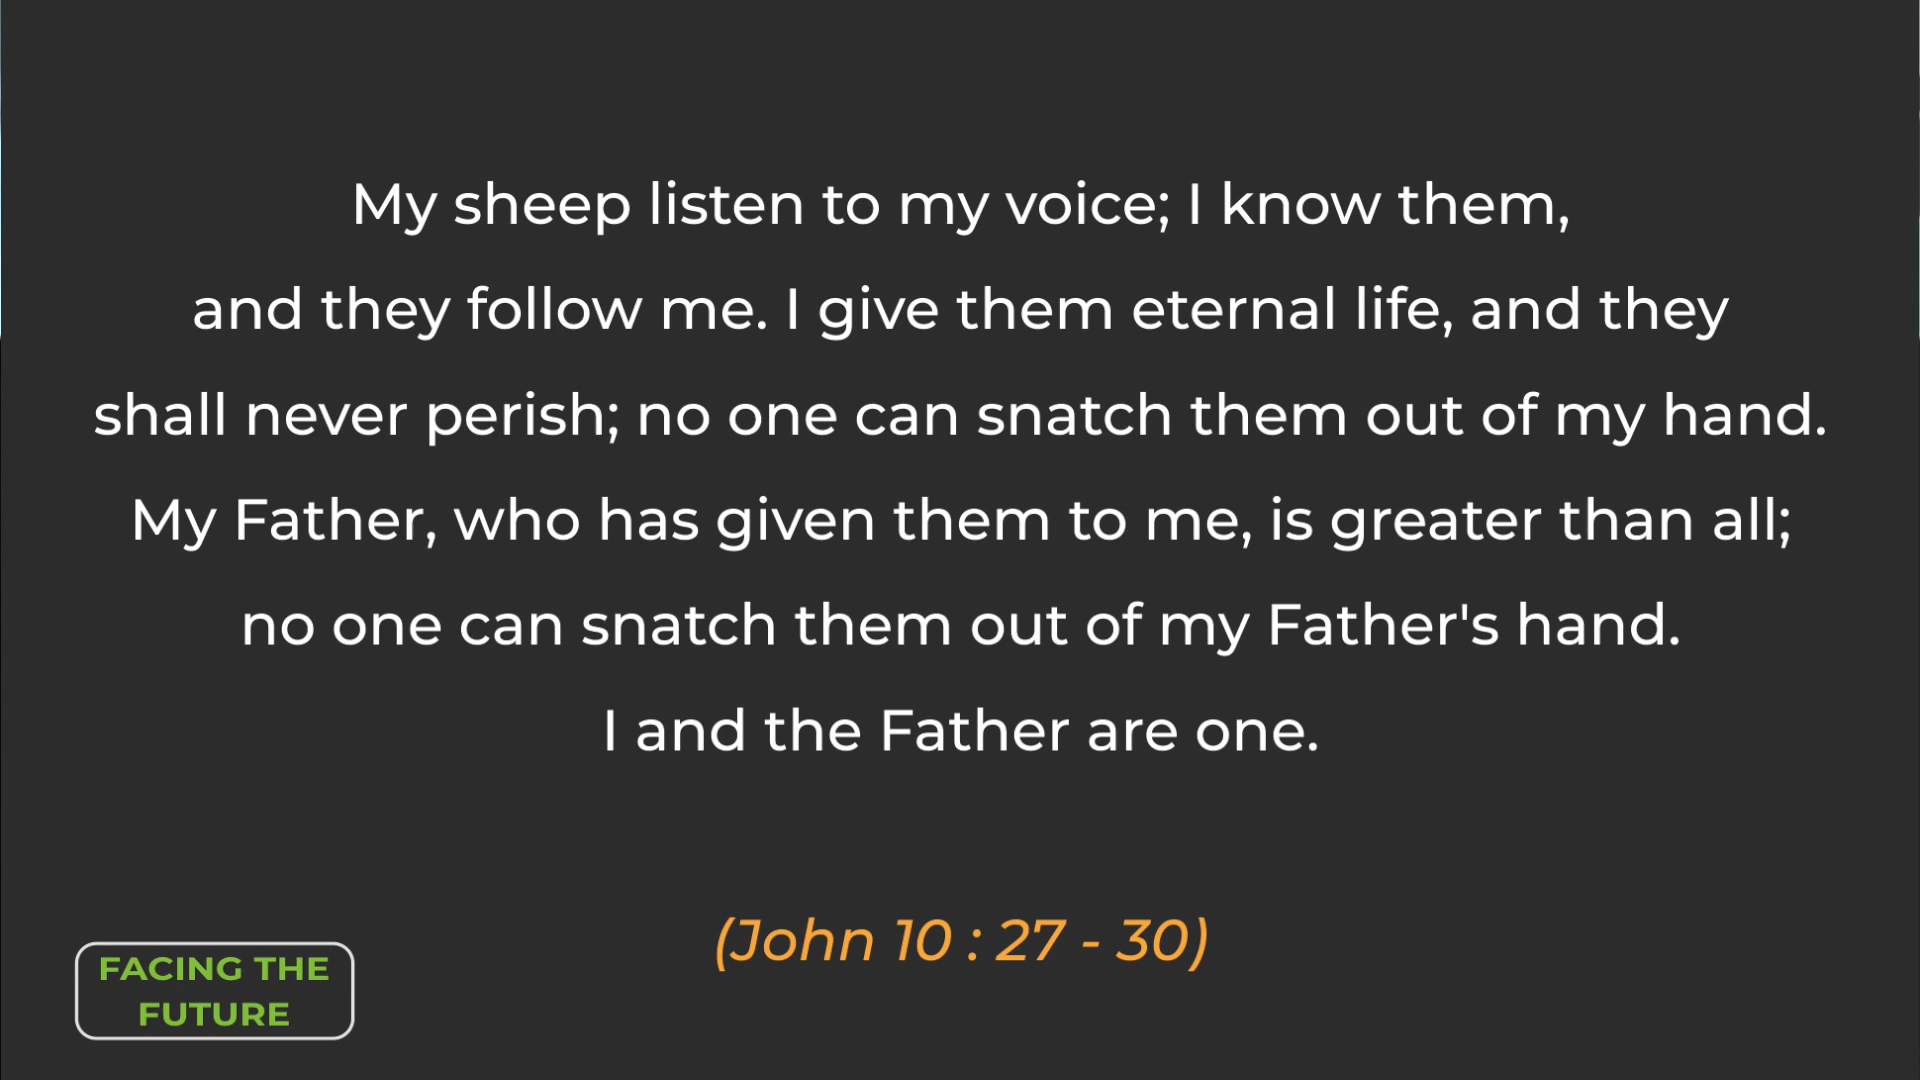 My sheep listen to my voice; I know them,
and they follow me. I give them eternal life, and they
shall never perish; no one can snatch them out of my hand.
My Father, who has given them to me, is greater than all;
no one can snatch them out of my Father's hand.
I and the Father are one.
(John 10 : 27 - 30)
FACING THE
FUTURE